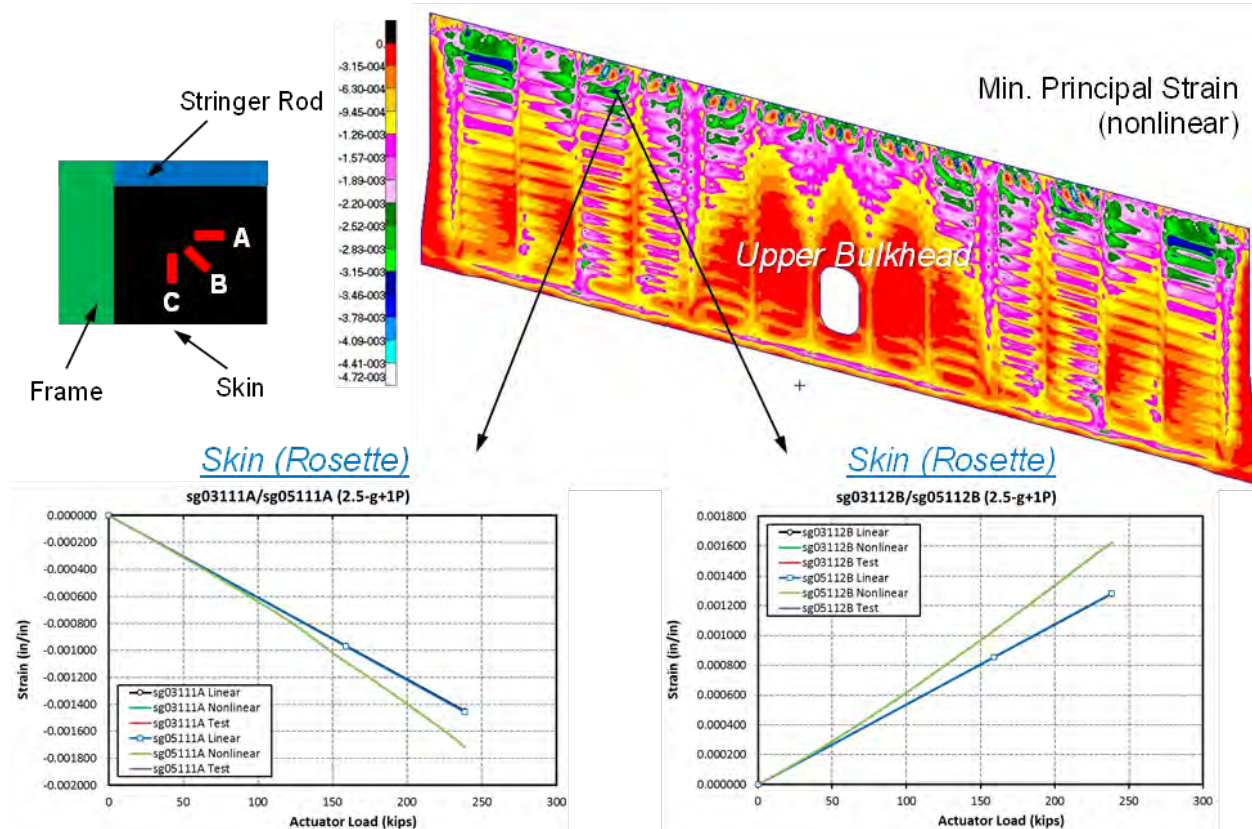 Stringer Rod
A
B
C
Frame
Skin
0.
-3.15-004
-6.30-004
-9.45-004
-1.26-003
-1.57-003
-1.89-003
-2.20-003
-2.52-003
-2.83-003
-3.15-003
-3.46-003
-3.78-003
-4.09-003
-4.41-003
-4.72-003
Min. Principal Strain
(nonlinear)
Upper Bulkhead
Skin (Rosette)
sg03111A/sg05111A (2.5-g+1P)
Strain (in/in)
0.000000
-0.000200
-0.000400
-0.000600
-0.000800
-0.001000
-0.001200
-0.001400
-0.001600
-0.001800
-0.002000
sg03111A Linear
sg03111A Nonlinear
sg03111A Test
sg05111A Linear
sg05111A Nonlinear
sg05111A Test
0 50 100 150 200 250 300
Actuator Load (kips)
Skin (Rosette)
sg03112B/sg05112B (2.5-g+1P)
Strain (in/in)
0.001800
0.001600
0.001400
0.001200
0.001000
0.000800
0.000600
0.000400
0.000200
0.000000
sg03112B Linear
sg03112B Nonlinear
sg03112B Test
sg05112B Linear
sg05112B Nonlinear
sg05112B Test
0 50 100 150 200 250 300
Actuator Load (kips)